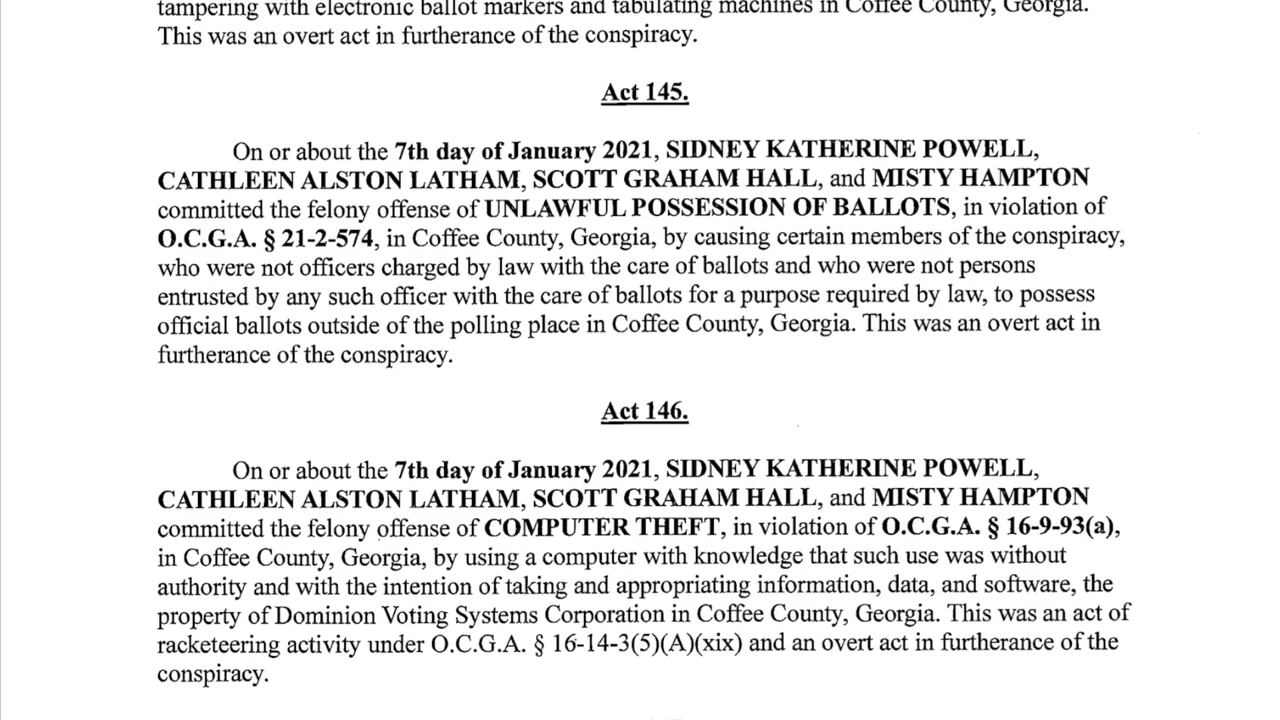 tampering with electronic ballot markers and tabulating machines in Coffee County, Georgia.
This was an overt act in furtherance of the conspiracy.
Act 145.
On or about the 7th day of January 2021, SIDNEY KATHERINE POWELL,
CATHLEEN ALSTON LATHAM, SCOTT GRAHAM HALL, and MISTY HAMPTON
committed the felony offense of UNLAWFUL POSSESSION OF BALLOTS, in violation of
O.C.G.A. § 21-2-574, in Coffee County, Georgia, by causing certain members of the conspiracy,
who were not officers charged by law with the care of ballots and who were not persons
entrusted by any such officer with the care of ballots for a purpose required by law, to possess
official ballots outside of the polling place in Coffee County, Georgia. This was an overt act in
furtherance of the conspiracy.
Act 146.
On or about the 7th day of January 2021, SIDNEY KATHERINE POWELL,
CATHLEEN ALSTON LATHAM, SCOTT GRAHAM HALL, and MISTY HAMPTON
committed the felony offense of COMPUTER THEFT, in violation of O.C.G.A. § 16-9-93(a),
in Coffee County, Georgia, by using a computer with knowledge that such use was without
authority and with the intention of taking and appropriating information, data, and software, the
property of Dominion Voting Systems Corporation in Coffee County, Georgia. This was an act of
racketeering activity under O.C.G.A. § 16-14-3(5)(A)(xix) and an overt act in furtherance of the
conspiracy.